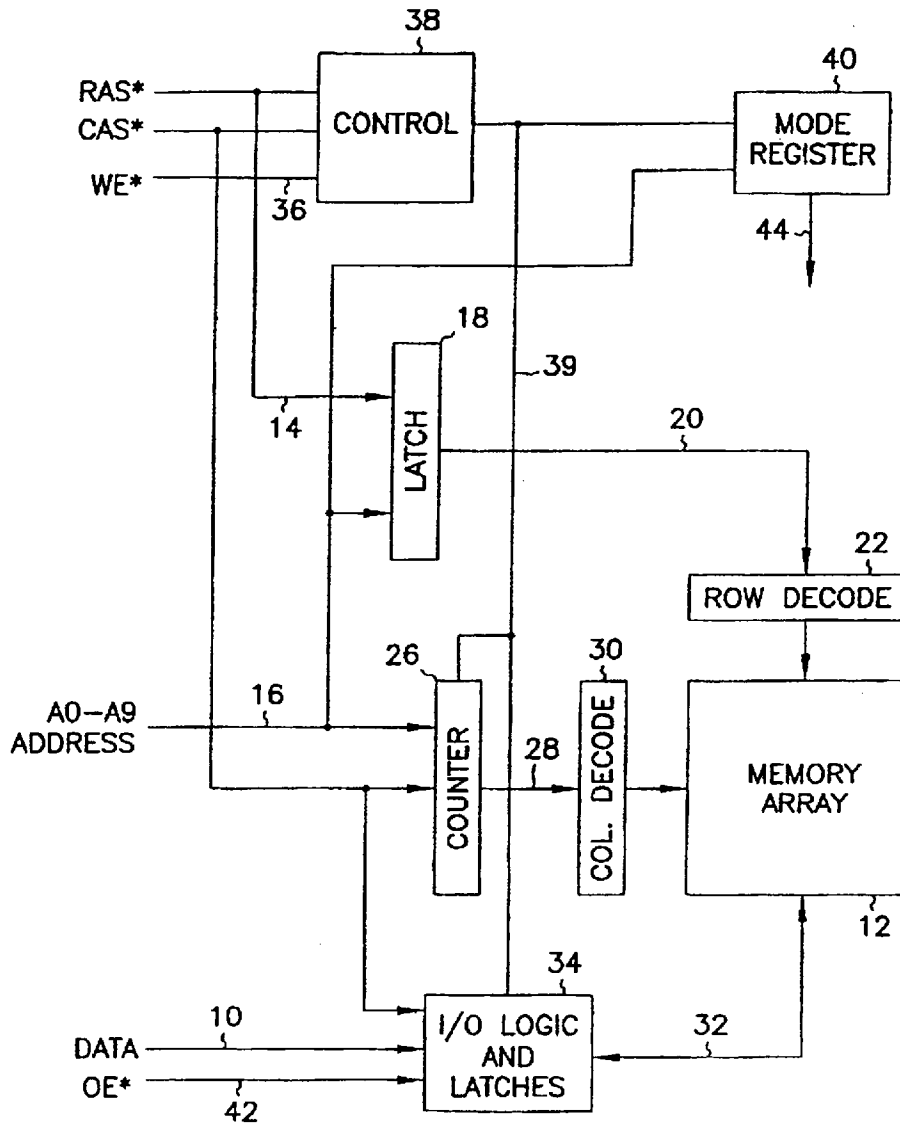 38
RAS*
CAS*
WE*
36
CONTROL
40
MODE
REGISTER
44
18
LATCH
14
39
20
22
ROW DECODE
26
A0–A9
ADDRESS
16
COUNTER
28
30
COL. DECODE
MEMORY
ARRAY
12
34
I/O LOGIC
AND
LATCHES
DATA
10
OE*
42
32